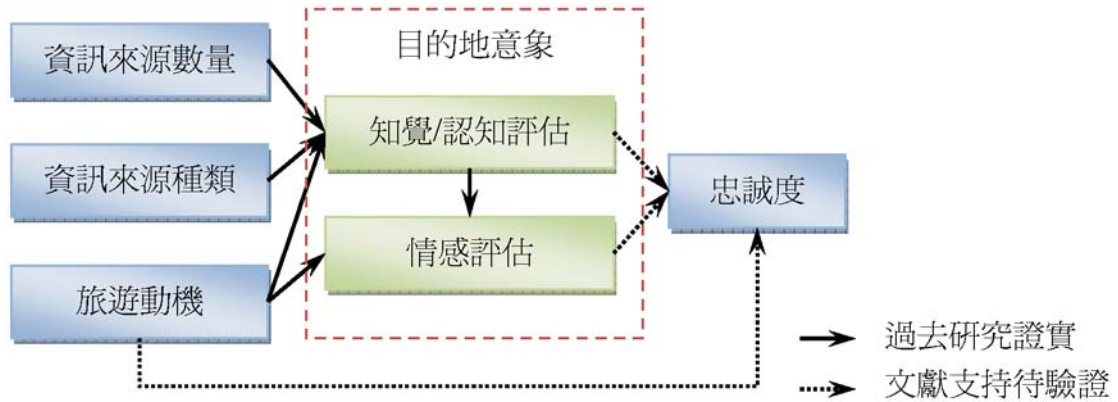 資訊來源數量
目的地意象
知覺/認知評估
資訊來源種類
忠誠度
情感評估
旅遊動機
過去研究證實
文獻支持待驗證